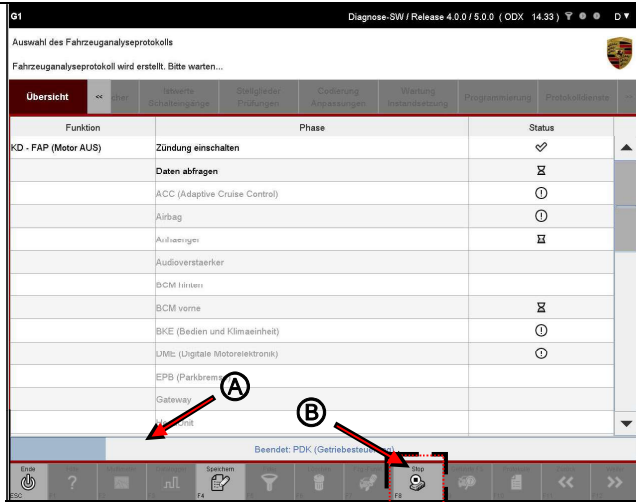 G1 Diagnose-SW / Release 4.0.0 / 5.0.0 ( ODX 14.33 ) D
Auswahl des Fahrzeuganalyseprotokolls
Fahrzeuganalyseprotokoll wird erstellt. Bitte warten...
Übersicht << Istwerte Schalteingänge Stellglieder Prüfungen Codierung Anpassungen Wartung Instandsetzung Programmierung Protokolldienste
Funktion Phase Status
KD - FAP (Motor AUS) Zündung einschalten
Daten abfragen
ACC (Adaptive Cruise Control)
Airbag
Anhaenger
Audioverstaerker
BCM hinten
BCM vorne
BKE (Bedien und Klimaeinheit)
DME (Digitale Motorelektronik)
EPB (Parkbremse)
Gateway
A
B
Beendet: PDK (Getriebesteuerung)
Ende Speichern Stop
? << >>
ESC F4 F8